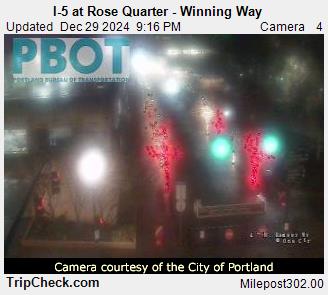 I-5 at Rose Quarter - Winning Way
Updated Dec 29 2024 9:16 PM Camera 4
PBOT
PORTLAND BUREAU OF TRANSPORTATION
Camera courtesy of the City of Portland
TripCheck.com Milepost302.00